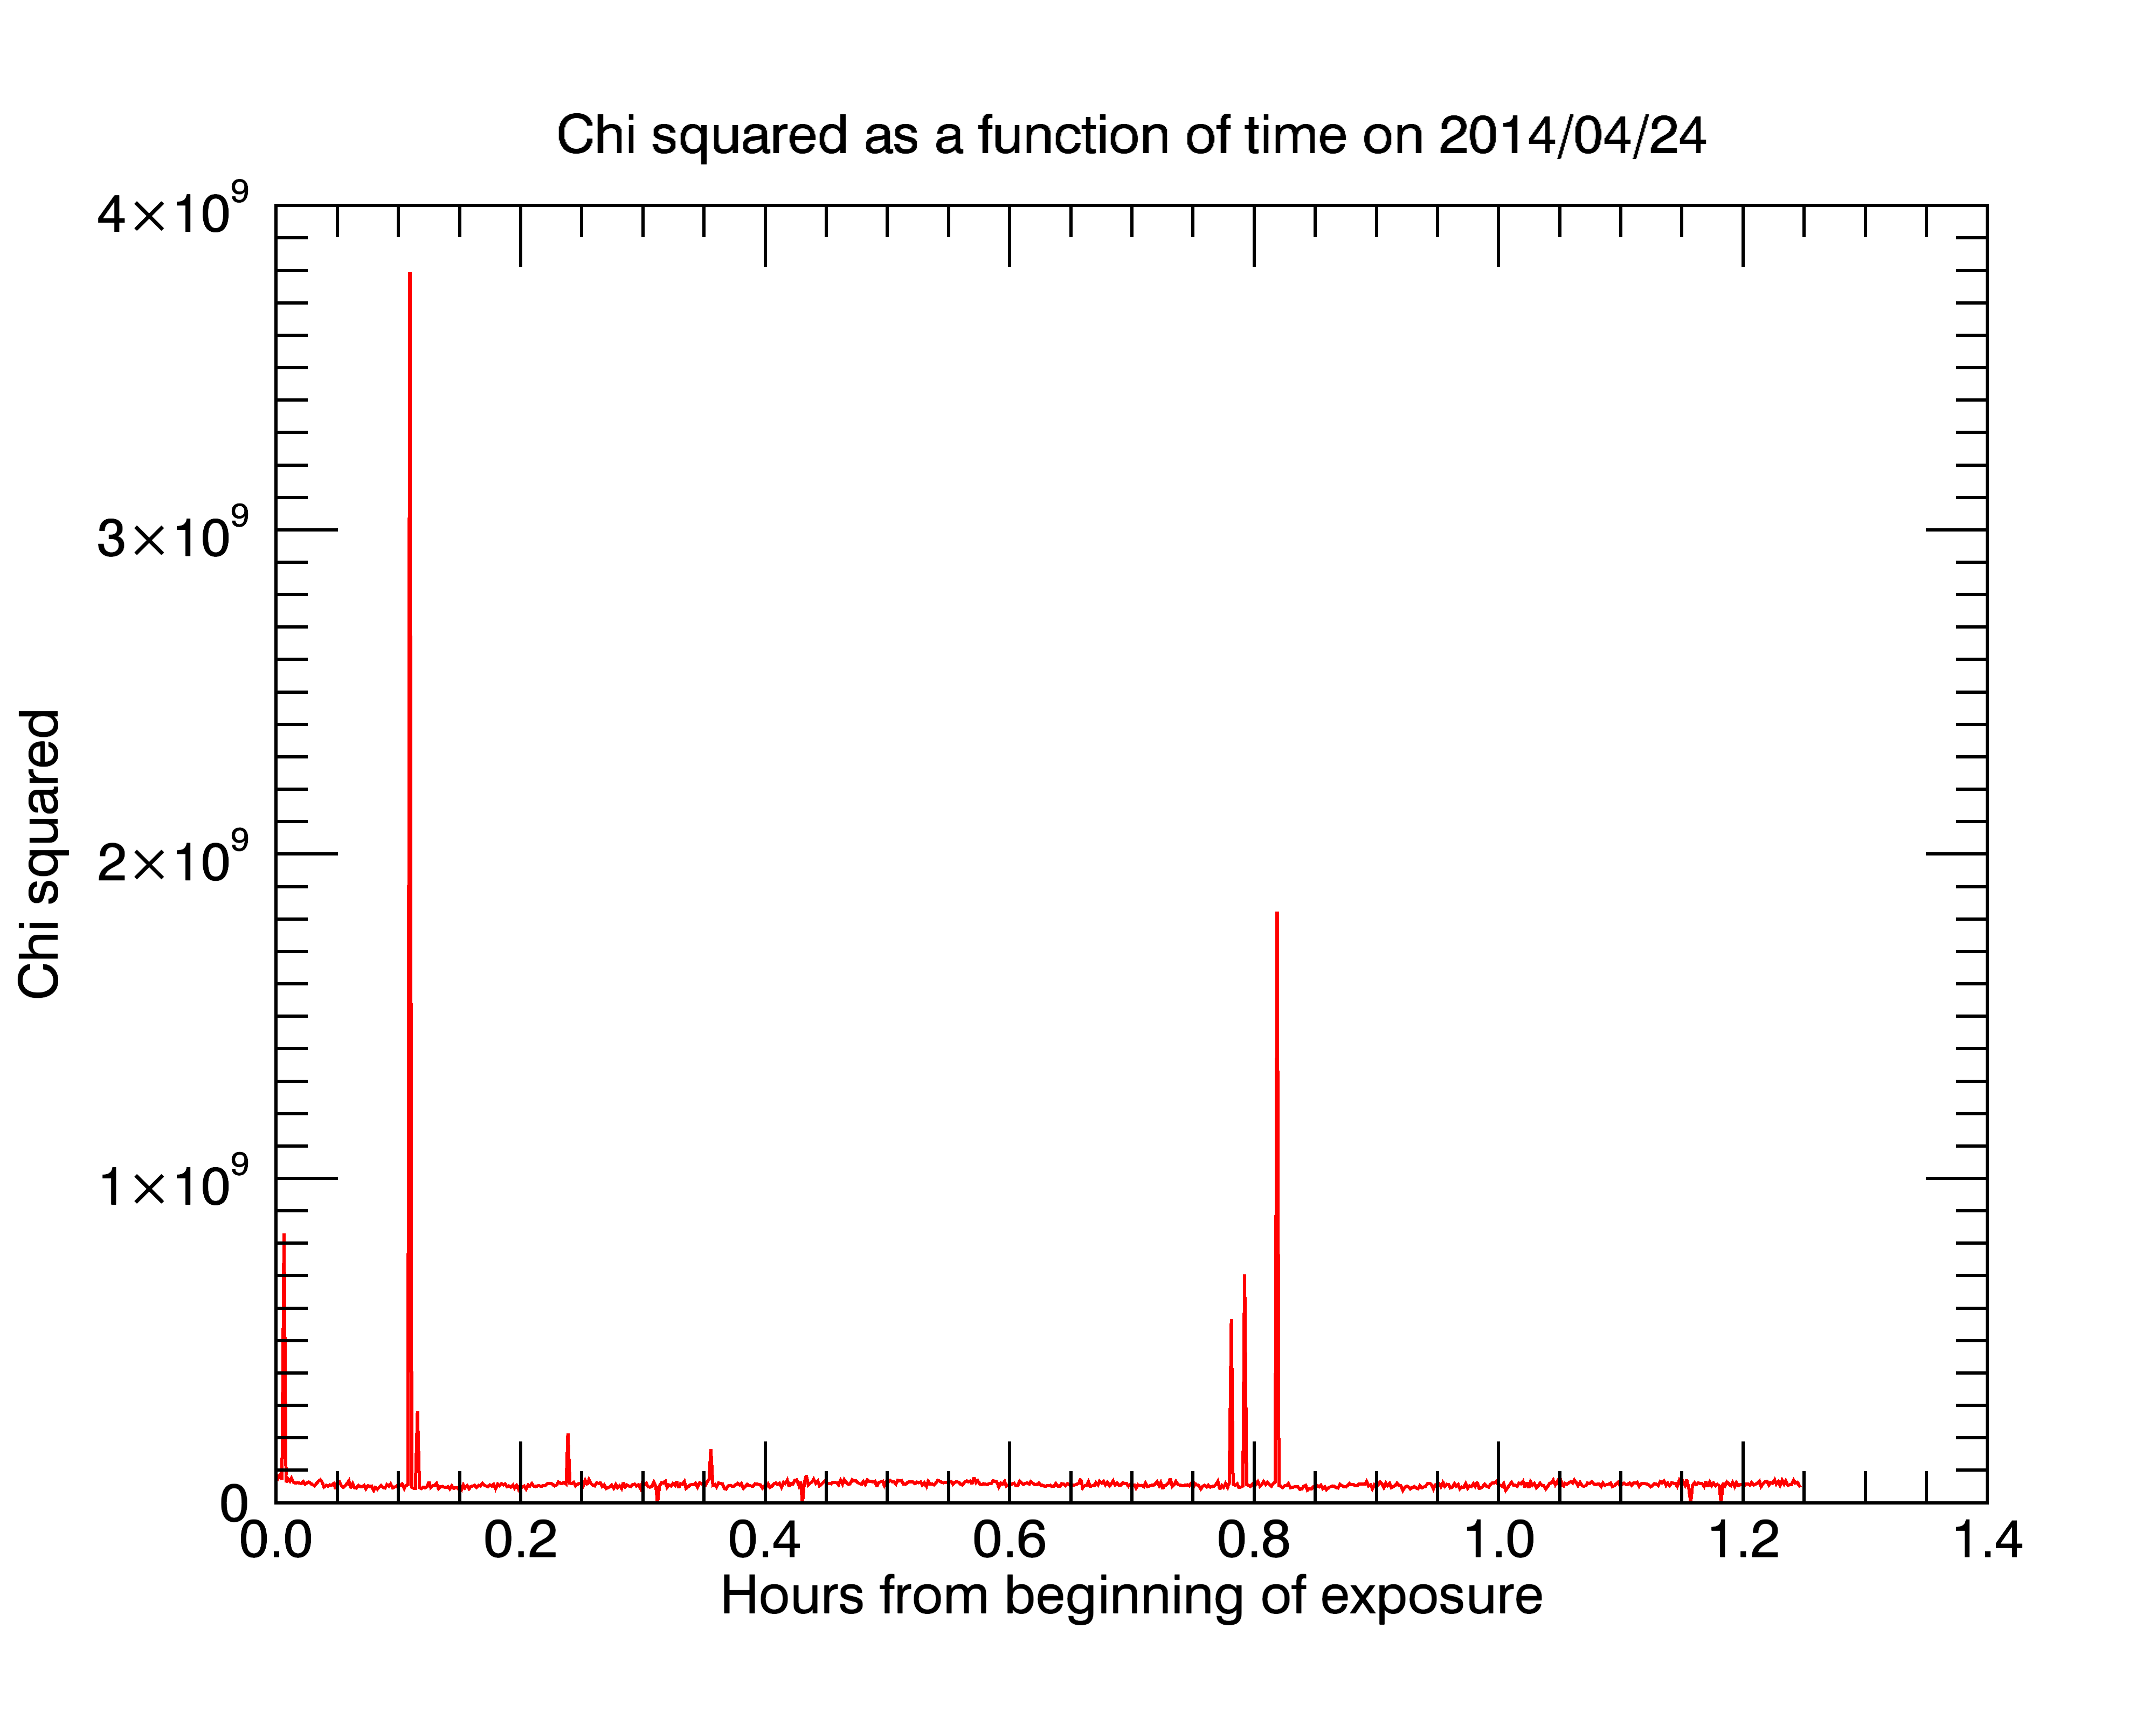 Chi squared as a function of time on 2014/04/24
4×10⁹
3×10⁹
2×10⁹
1×10⁹
0
Chi squared
0.0 0.2 0.4 0.6 0.8 1.0 1.2 1.4
Hours from beginning of exposure